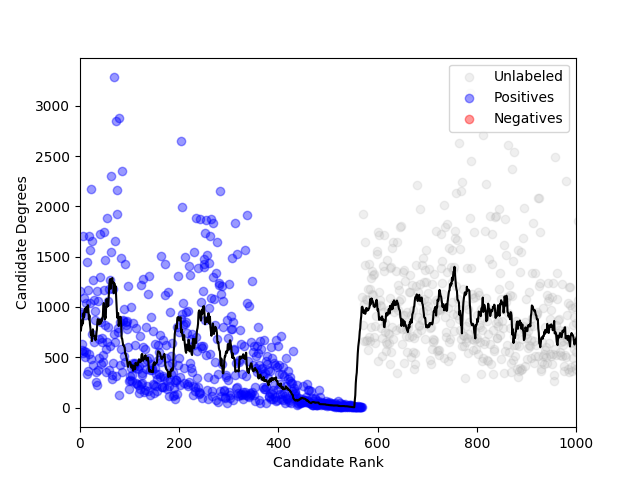 Unlabeled
Positives
Negatives
Candidate Degrees
3000
2500
2000
1500
1000
500
0
0 200 400 600 800 1000
Candidate Rank